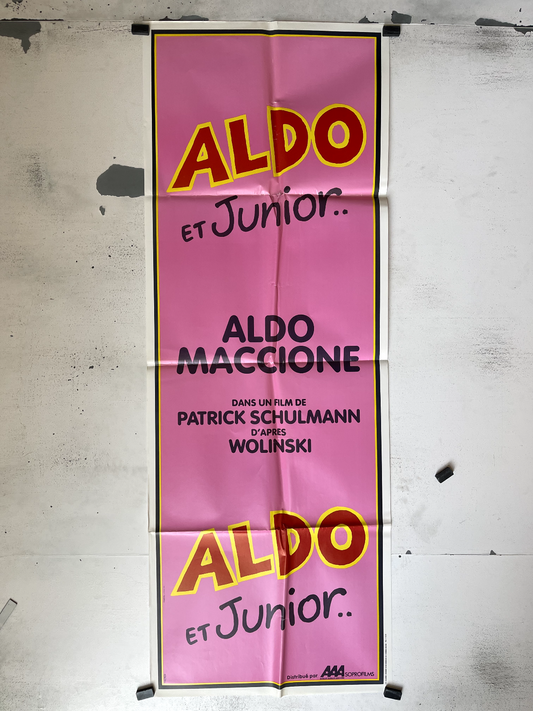 ALDO
ET Junior..
ALDO
MACCIONE
DANS UN FILM DE
PATRICK SCHULMANN
D'APRES
WOLINSKI
ALDO
ET Junior..
Distribué par AAA SOPROFILMS